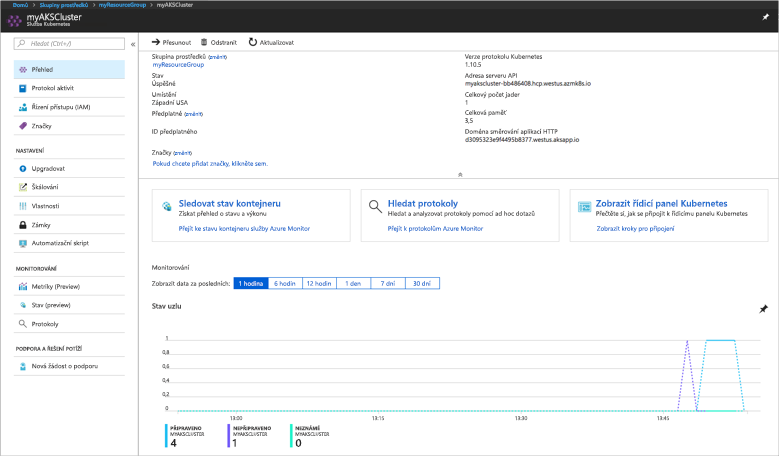 Domů > Skupiny prostředků > myResourceGroup > myAKSCluster
myAKSCluster
Služba Kubernetes
Hledat (Ctrl+/)
«
Přehled
Protokol aktivit
Řízení přístupu (IAM)
Značky
NASTAVENÍ
Upgradovat
Škálování
Vlastnosti
Zámky
Automatizační skript
MONITOROVÁNÍ
Metriky (Preview)
Stav (preview)
Protokoly
PODPORA A ŘEŠENÍ POTÍŽÍ
Nová žádost o podporu
Přesunout Odstranit Aktualizovat
Skupina prostředků (změnit)
myResourceGroup
Stav
Úspěšné
Umístění
Západní USA
Předplatné (změnit)
ID předplatného
Značky (změnit)
Pokud chcete přidat značky, klikněte sem.
Verze protokolu Kubernetes
1.10.5
Adresa serveru API
myakscluster-bb486408.hcp.westus.azmk8s.io
Celkový počet jader
1
Celková paměť
3,5
Doména směrování aplikací HTTP
d3095323e9f4495b8377.westus.aksapp.io
Sledovat stav kontejneru
Získat přehled o stavu a výkonu
Přejít ke stavu kontejneru služby Azure Monitor
Hledat protokoly
Hledat a analyzovat protokoly pomocí ad hoc dotazů
Přejít k protokolům Azure Monitor
Zobrazit řídicí panel Kubernetes
Přečtěte si, jak se připojit k řídicímu panelu Kubernetes
Zobrazit kroky pro připojení
Monitorování
Zobrazit data za posledních: 1 hodina 6 hodin 12 hodin 1 den 7 dní 30 dní
Stav uzlu
1
0,8
0,6
0,4
0,2
0
13:00 13:15 13:30 13:45
PŘIPRAVENO
MYAKSCLUSTER
4
NEPŘIPRAVENO
MYAKSCLUSTER
1
NEZNÁMÉ
MYAKSCLUSTER
0